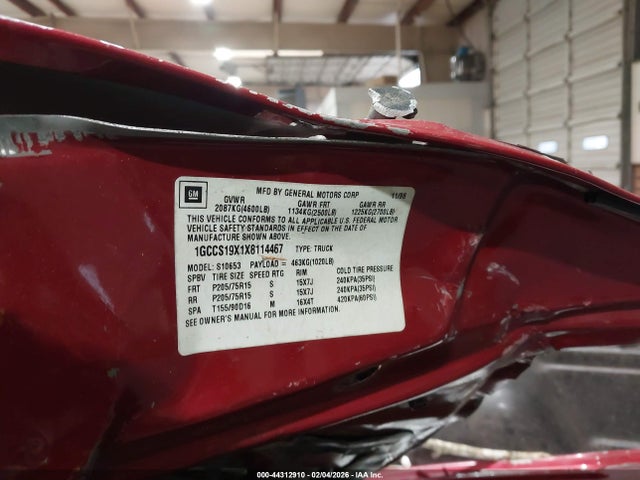 GM
MFD BY GENERAL MOTORS CORP
GVWR GAWR FRT GAWR RR
2087KG(4600LB) 1134KG(2500LB) 1225KG(2700LB)
THIS VEHICLE CONFORMS TO ALL APPLICABLE U.S. FEDERAL MOTOR
VEHICLE SAFETY STANDARDS IN EFFECT ON THE DATE OF
MANUFACTURE SHOWN ABOVE.
1GCCS19X1X8114467 TYPE: TRUCK
MODEL: S10653 PAYLOAD = 463KG(1020LB)
SPBV TIRE SIZE SPEED RTG RIM COLD TIRE PRESSURE
FRT P205/75R15 S 15X7J 240KPA(35PSI)
RR P205/75R15 S 15X7J 240KPA(35PSI)
SPA T155/90D16 M 16X4T 420KPA(60PSI)
SEE OWNER'S MANUAL FOR MORE INFORMATION.
000-44312910 | 02/04/2026 | IAA Inc.